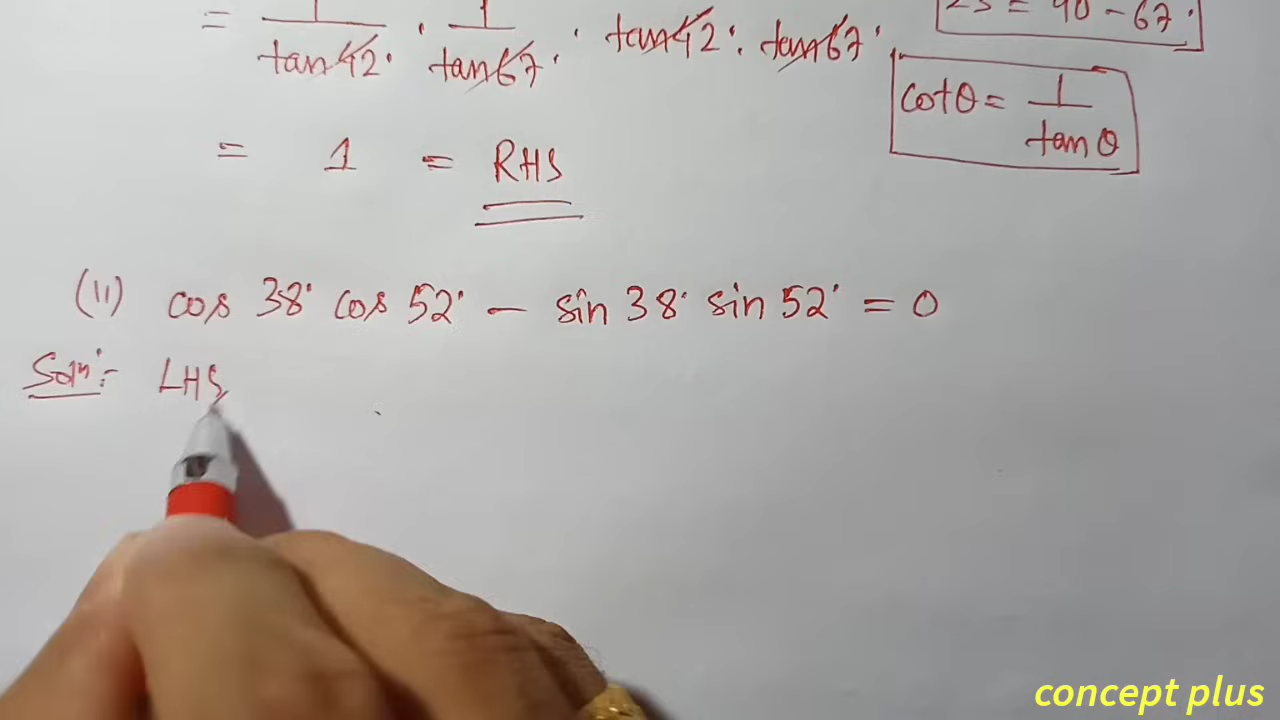 = 1/tan42° · 1/tan67° · tan42° · tan67°
23 = 90 - 67°
cotθ = 1/tanθ
= 1 = RHS
(11) cos 38° cos 52° - sin 38° sin 52° = 0
Soln:- LHS
concept plus